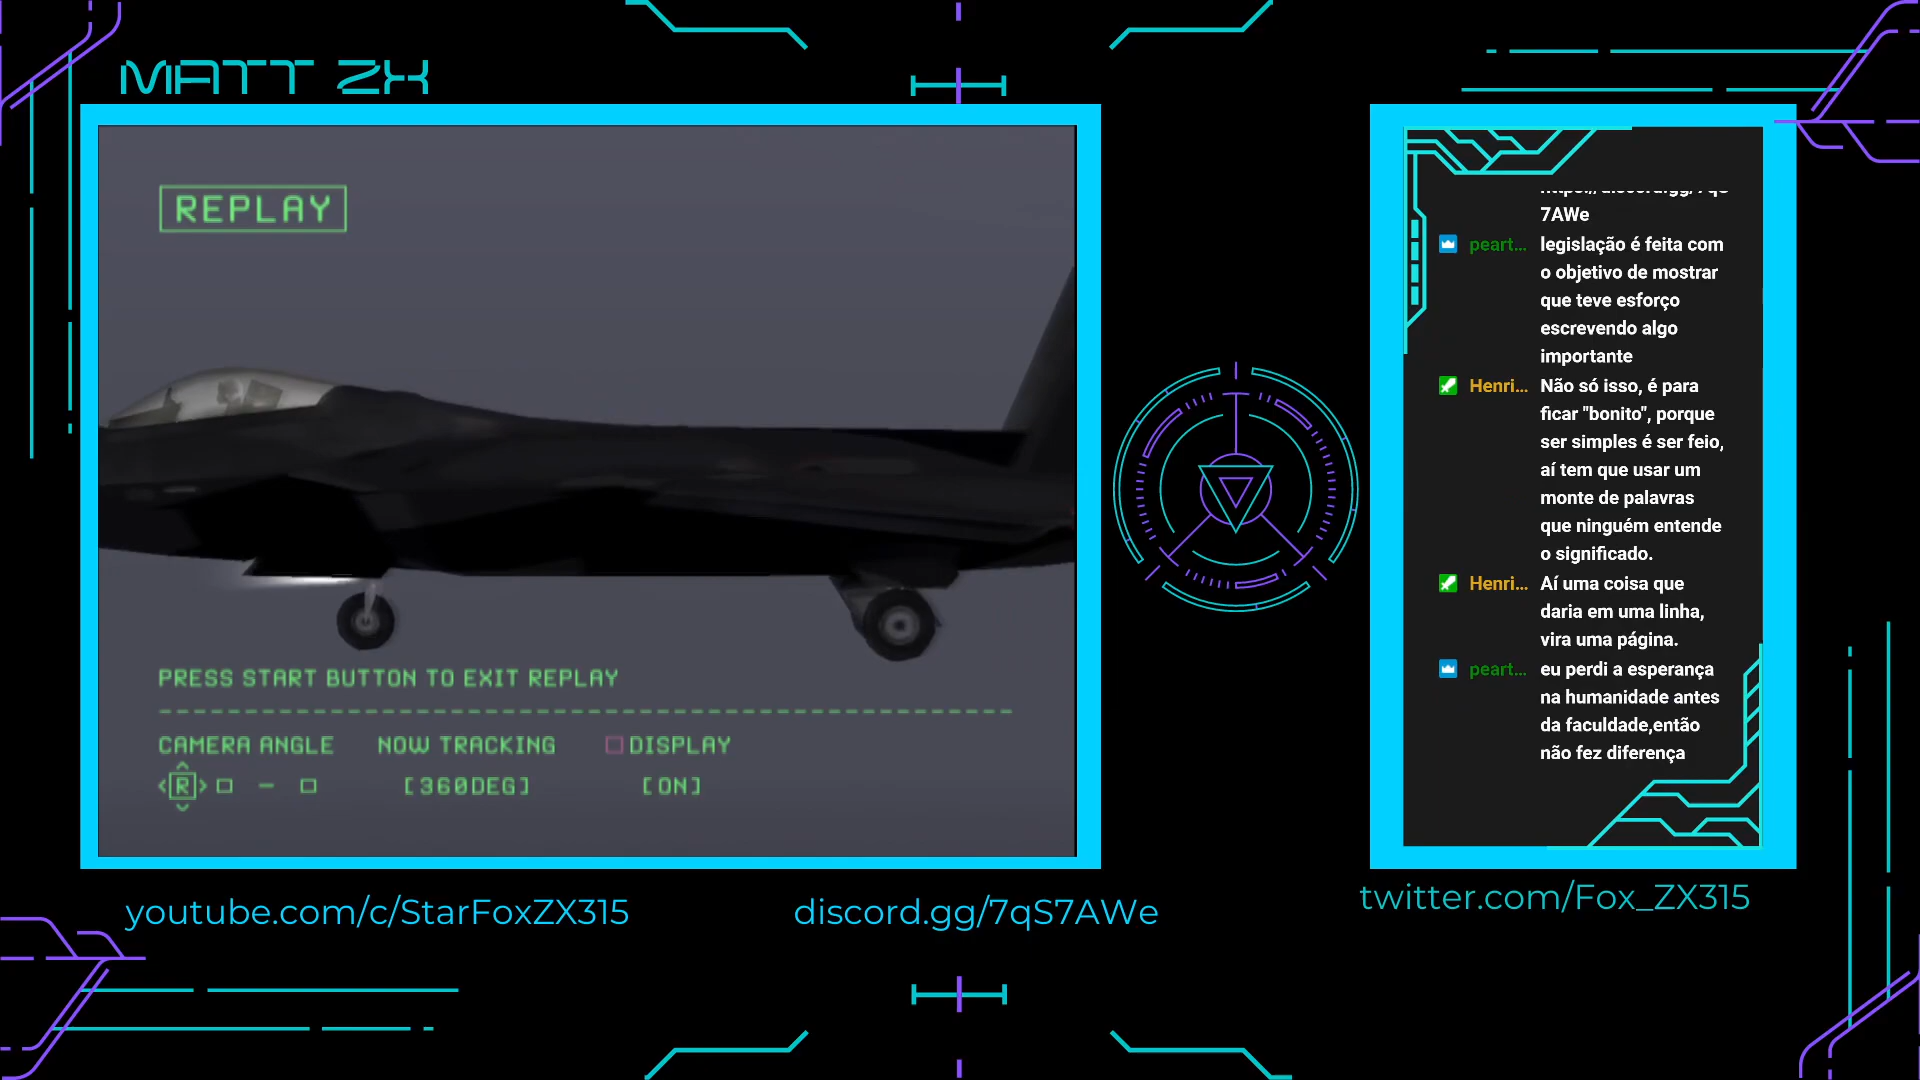 MATT ZX
REPLAY
PRESS START BUTTON TO EXIT REPLAY
CAMERA ANGLE NOW TRACKING □DISPLAY
<R> □ - □ [360DEG] [ON]
7AWe
peart... legislação é feita com
o objetivo de mostrar
que teve esforço
escrevendo algo
importante
Henri... Não só isso, é para
ficar "bonito", porque
ser simples é ser feio,
aí tem que usar um
monte de palavras
que ninguém entende
o significado.
Henri... Aí uma coisa que
daria em uma linha,
vira uma página.
peart... eu perdi a esperança
na humanidade antes
da faculdade,então
não fez diferença
youtube.com/c/StarFoxZX315
discord.gg/7qS7AWe
twitter.com/Fox_ZX315